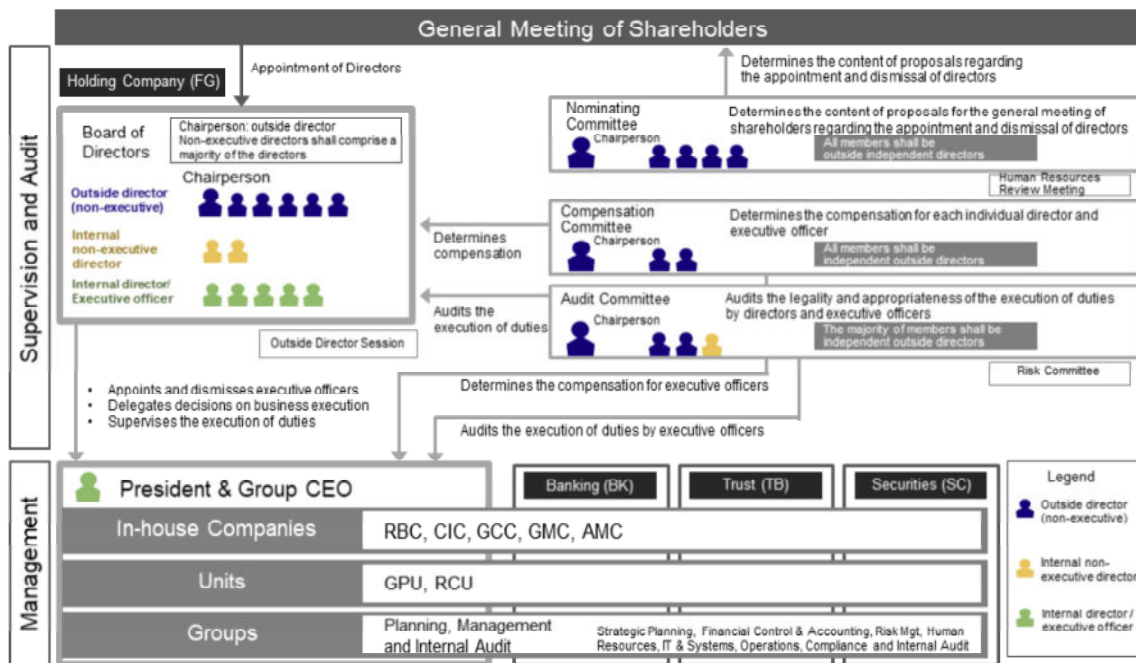 General Meeting of Shareholders
Supervision and Audit
Holding Company (FG)
Appointment of Directors
Determines the content of proposals regarding
the appointment and dismissal of directors
Board of
Directors
Chairperson: outside director
Non-executive directors shall comprise a
majority of the directors
Chairperson
Outside director
(non-executive)
Internal
non-executive
director
Internal director/
Executive officer
Outside Director Session
Nominating
Committee
Chairperson
Determines the content of proposals for the general meeting of
shareholders regarding the appointment and dismissal of directors
All members shall be
outside independent directors
Human Resources
Review Meeting
Determines
compensation
Compensation
Committee
Chairperson
Determines the compensation for each individual director and
executive officer
All members shall be
independent outside directors
Audits the
execution of duties
Audit Committee
Chairperson
Audits the legality and appropriateness of the execution of duties
by directors and executive officers
The majority of members shall be
independent outside directors
Risk Committee
• Appoints and dismisses executive officers
• Delegates decisions on business execution
• Supervises the execution of duties
Determines the compensation for executive officers
Audits the execution of duties by executive officers
Management
President & Group CEO
Banking (BK)
Trust (TB)
Securities (SC)
In-house Companies
RBC, CIC, GCC, GMC, AMC
Units
GPU, RCU
Groups
Planning, Management
and Internal Audit
Strategic Planning, Financial Control & Accounting, Risk Mgt, Human
Resources, IT & Systems, Operations, Compliance and Internal Audit
Legend
Outside director
(non-executive)
Internal non-
executive director
Internal director /
executive officer